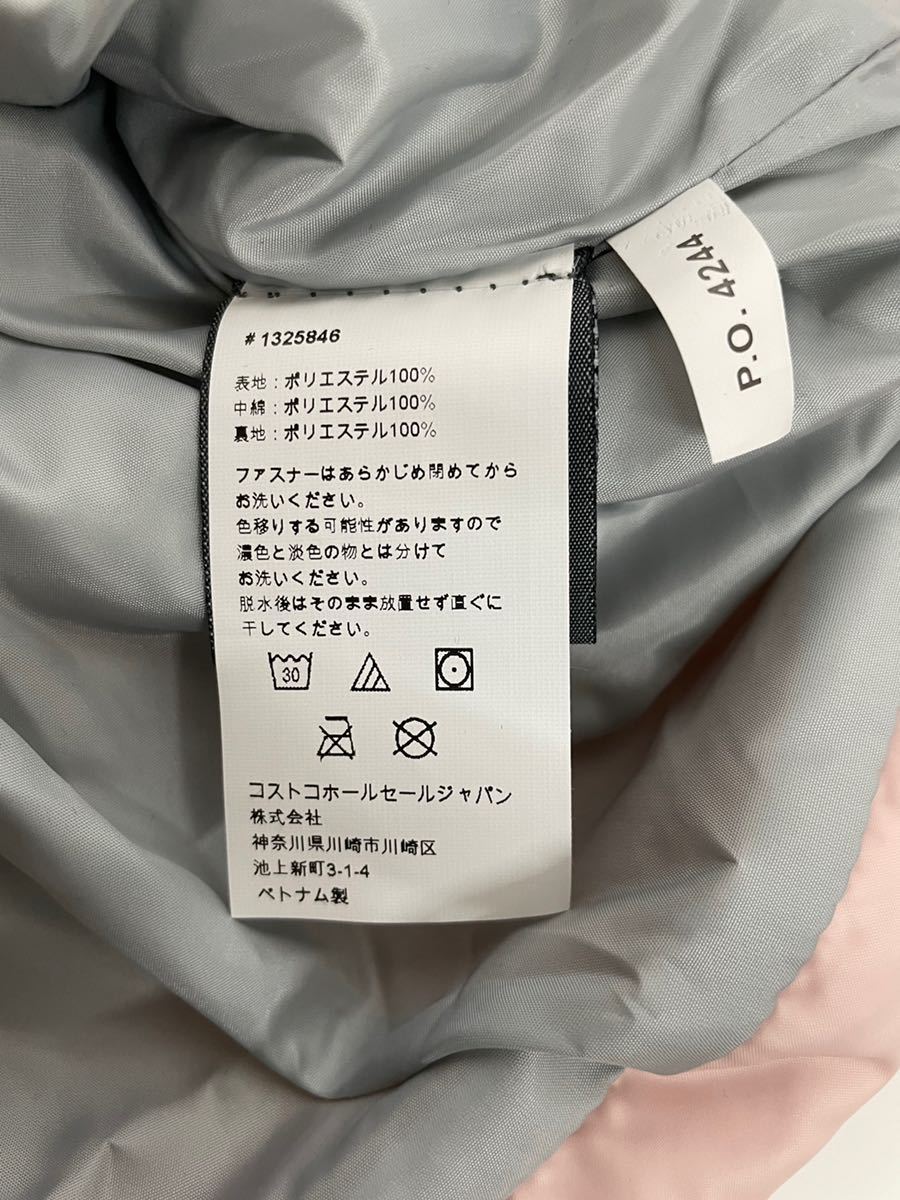 #1325846
表地:ポリエステル100%
中綿:ポリエステル100%
裏地:ポリエステル100%
ファスナーはあらかじめ閉めてから
お洗いください。
色移りする可能性がありますので
濃色と淡色の物とは分けて
お洗いください。
脱水後はそのまま放置せず直ぐに
干してください。
30
コストコホールセールジャパン
株式会社
神奈川県川崎市川崎区
池上新町3-1-4
ベトナム製
P.O. 4244